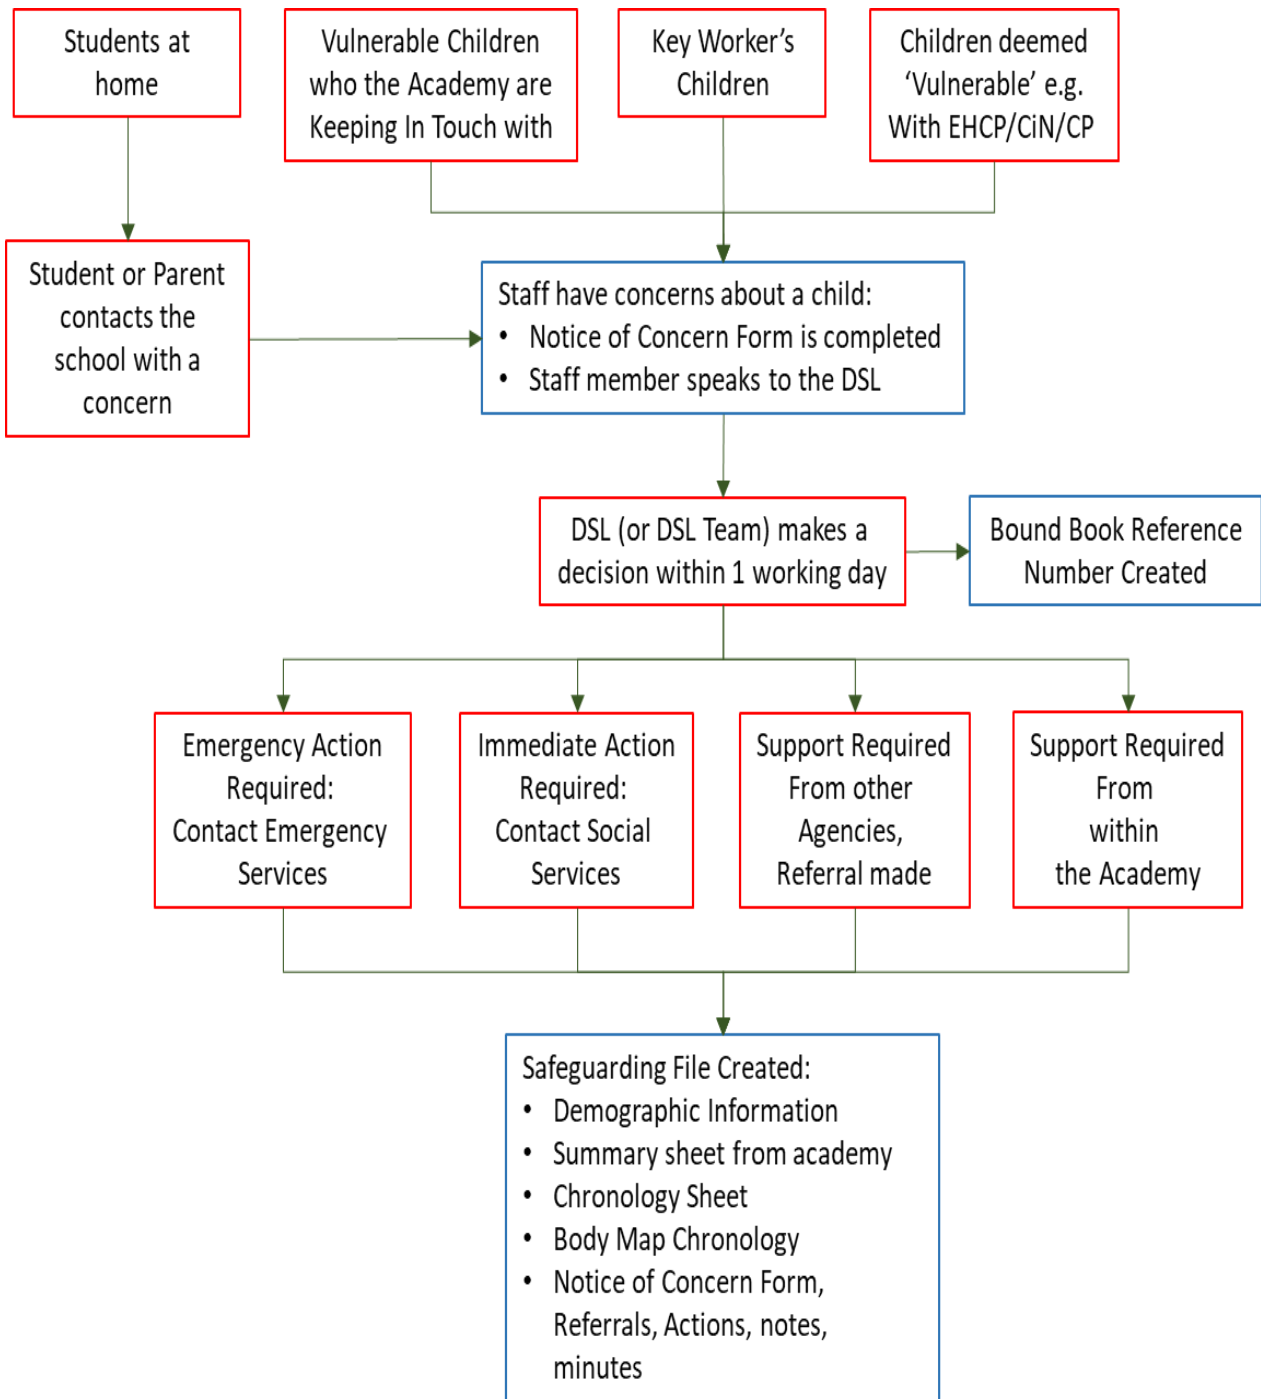 Students at
home
Vulnerable Children
who the Academy are
Keeping In Touch with
Key Worker’s
Children
Children deemed
‘Vulnerable’ e.g.
With EHCP/CiN/CP
Student or Parent
contacts the
school with a
concern
Staff have concerns about a child:
• Notice of Concern Form is completed
• Staff member speaks to the DSL
DSL (or DSL Team) makes a
decision within 1 working day
Bound Book Reference
Number Created
Emergency Action
Required:
Contact Emergency
Services
Immediate Action
Required:
Contact Social
Services
Support Required
From other
Agencies,
Referral made
Support Required
From
within
the Academy
Safeguarding File Created:
• Demographic Information
• Summary sheet from academy
• Chronology Sheet
• Body Map Chronology
• Notice of Concern Form,
Referrals, Actions, notes,
minutes